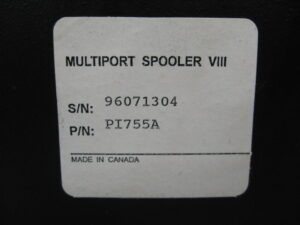 MULTIPORT SPOOLER VIII
S/N: 96071304
P/N: PI755A
MADE IN CANADA